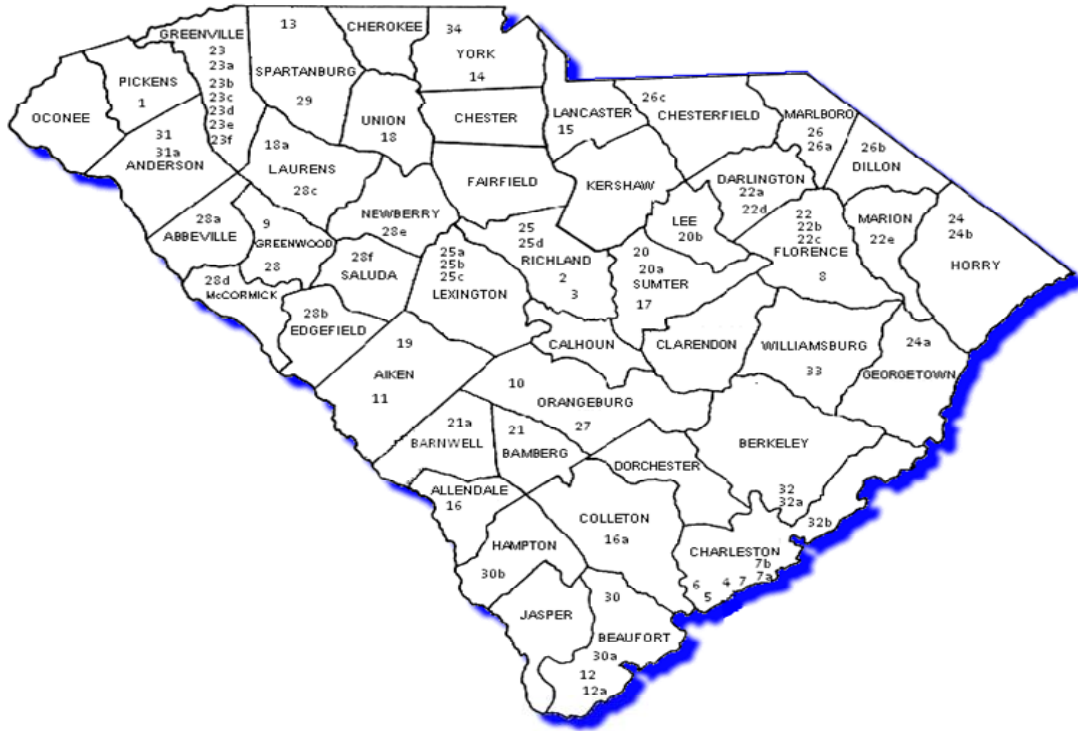 GREENVILLE
23
23a
23b
23c
23d
23e
23f
13
SPARTANBURG
29
CHEROKEE
34
YORK
14
PICKENS
1
OCONEE
31
31a
ANDERSON
18a
LAURENS
28c
UNION
18
CHESTER
LANCASTER
15
26c
CHESTERFIELD
MARLBORO
26
26a
26b
DILLON
FAIRFIELD
KERSHAW
DARLINGTON
22a
22d
LEE
20b
22
22b
22c
FLORENCE
8
MARION
22e
24
24b
HORRY
28a
ABBEVILLE
9
GREENWOOD
28
NEWBERRY
28e
28f
SALUDA
28d
McCORMICK
28b
EDGEFIELD
25a
25b
25c
LEXINGTON
25
25d
RICHLAND
2
3
20
20a
SUMTER
17
19
AIKEN
11
CALHOUN
CLARENDON
WILLIAMSBURG
33
24a
GEORGETOWN
10
ORANGEBURG
27
21a
BARNWELL
21
BAMBERG
DORCHESTER
BERKELEY
32
32a
32b
ALLENDALE
16
COLLETON
16a
CHARLESTON
7b
7a
7
4
5
6
HAMPTON
30b
JASPER
30
BEAUFORT
30a
12
12a